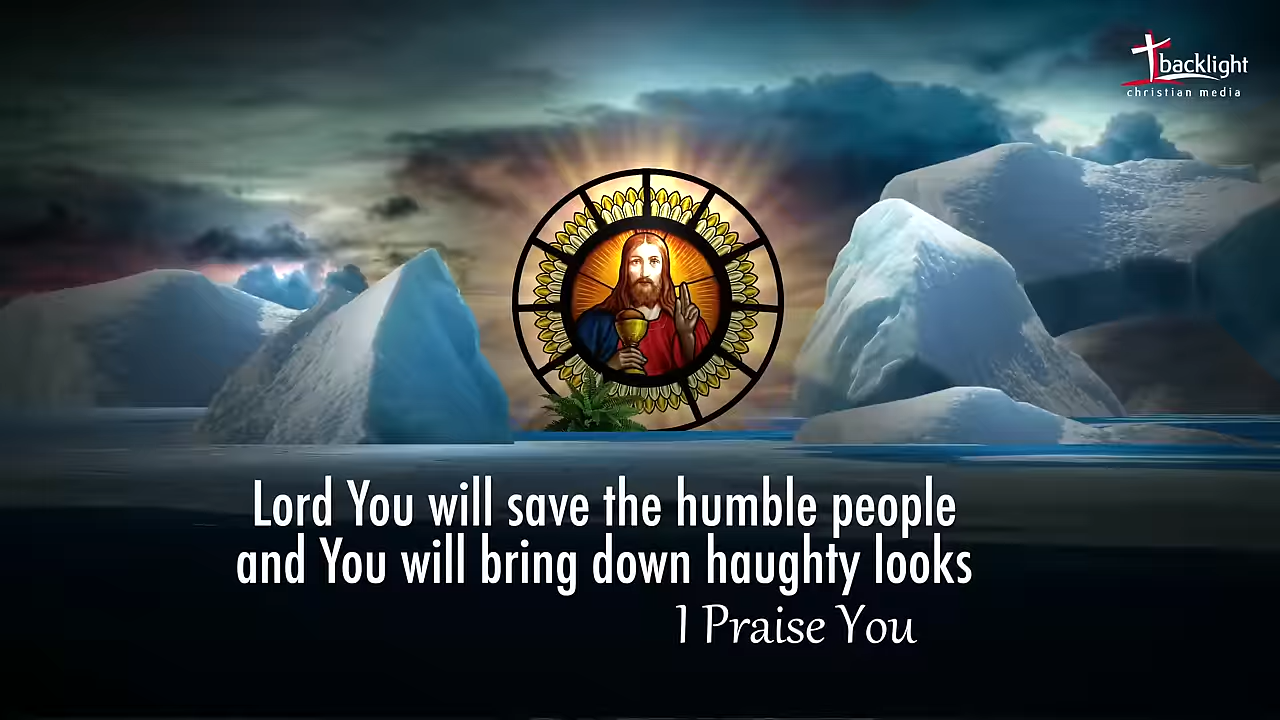 backlight
christian media
Lord You will save the humble people
and You will bring down haughty looks
I Praise You